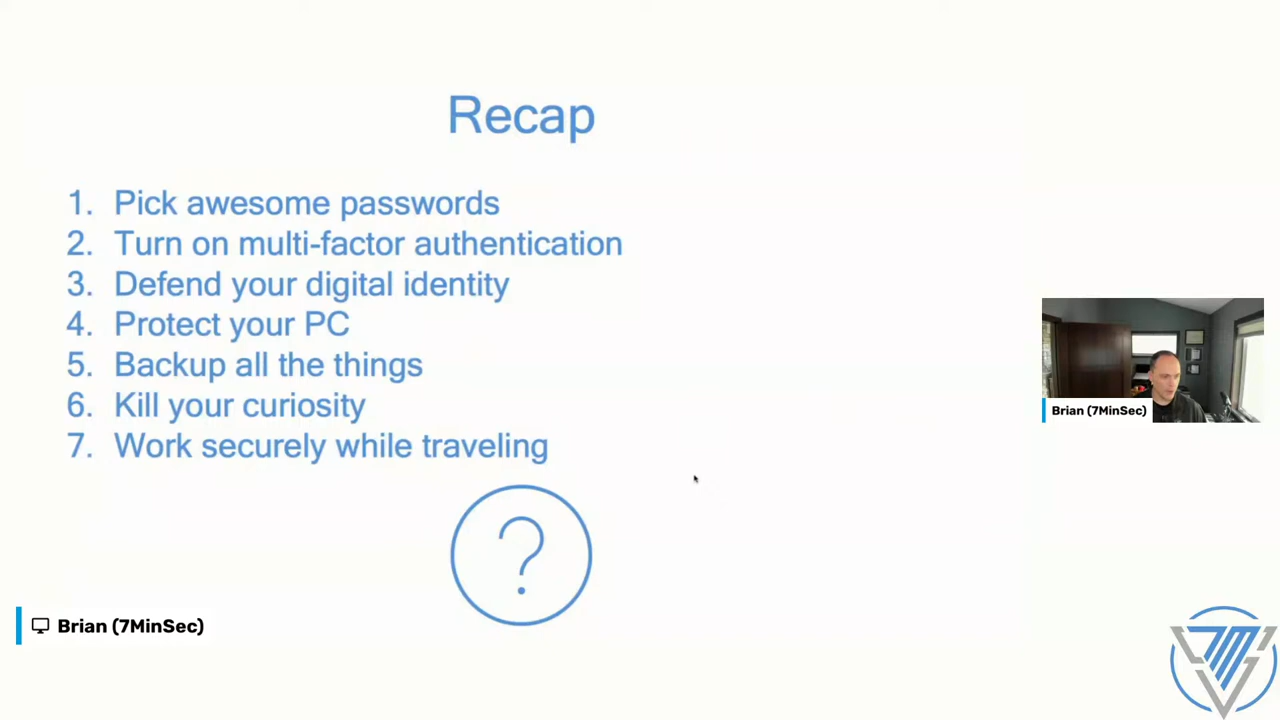 Recap
1. Pick awesome passwords
2. Turn on multi-factor authentication
3. Defend your digital identity
4. Protect your PC
5. Backup all the things
6. Kill your curiosity
7. Work securely while traveling
?
Brian (7MinSec)
Brian (7MinSec)
7MS